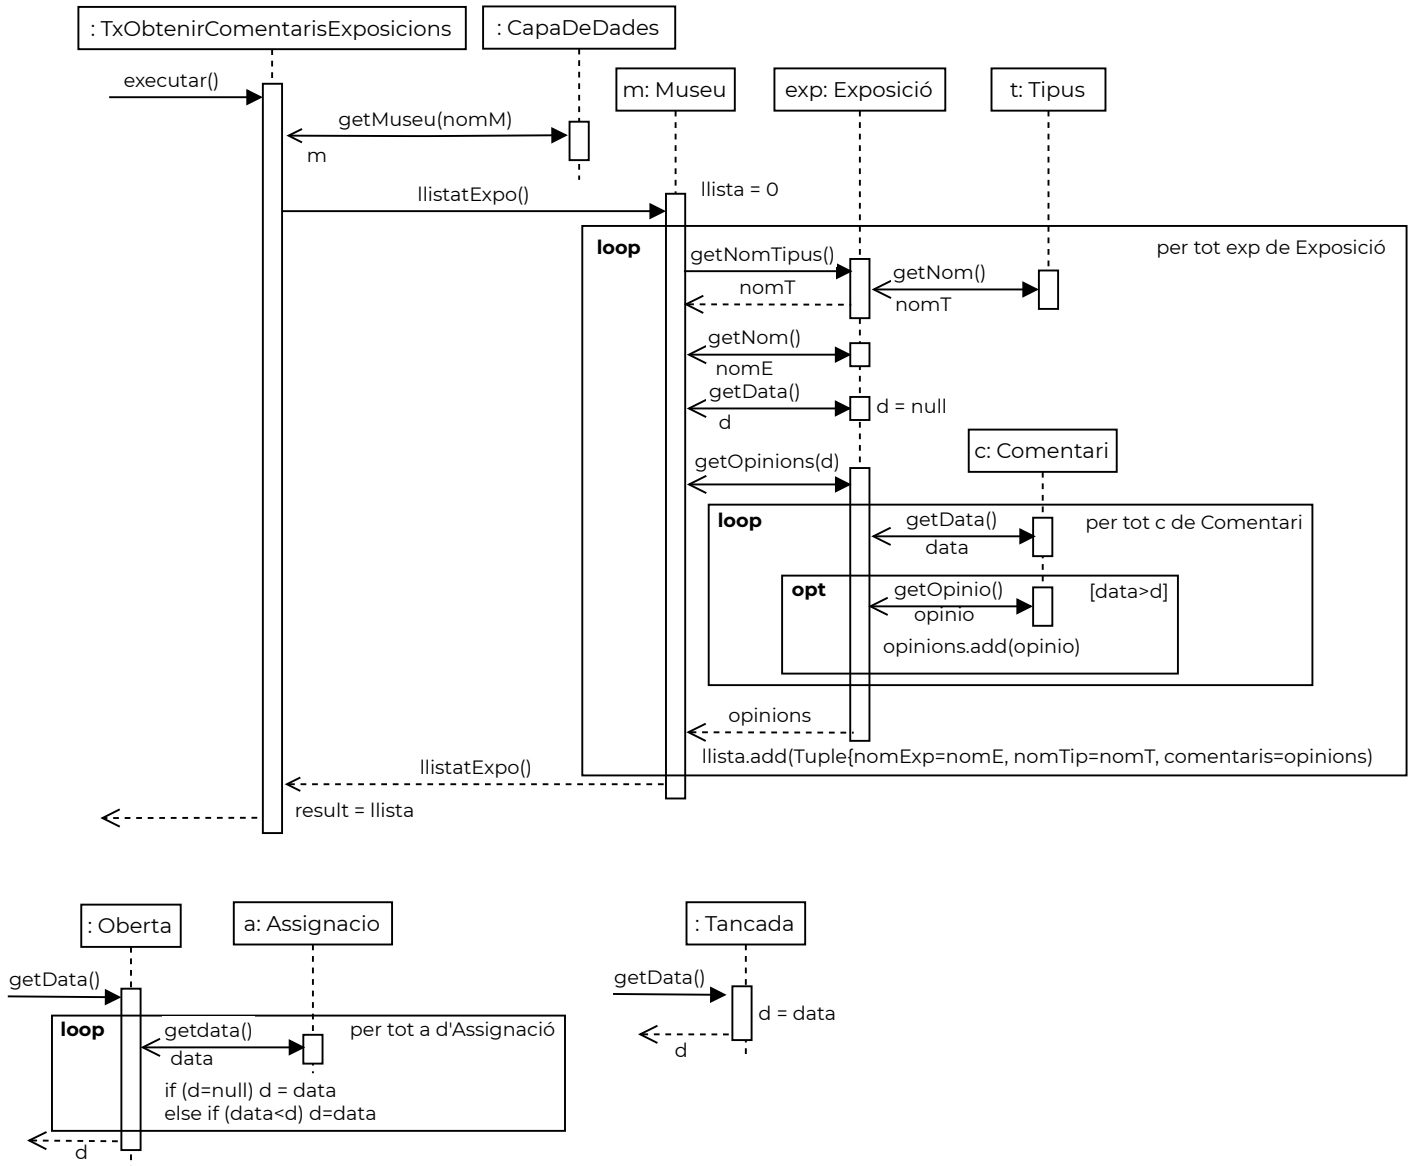 : TxObtenirComentarisExposicions
: CapaDeDades
m: Museu
exp: Exposició
t: Tipus
executar()
getMuseu(nomM)
m
llista = 0
llistatExpo()
loop
per tot exp de Exposició
getNomTipus()
getNom()
nomT
nomT
getNom()
nomE
getData()
d = null
d
c: Comentari
getOpinions(d)
loop
getData()
per tot c de Comentari
data
opt
getOpinio()
[data>d]
opinio
opinions.add(opinio)
opinions
llista.add(Tuple{nomExp=nomE, nomTip=nomT, comentaris=opinions)
llistatExpo()
result = llista
: Oberta
a: Assignacio
getData()
loop
getdata()
per tot a d'Assignació
data
if (d=null) d = data
else if (data<d) d=data
d
: Tancada
getData()
d = data
d